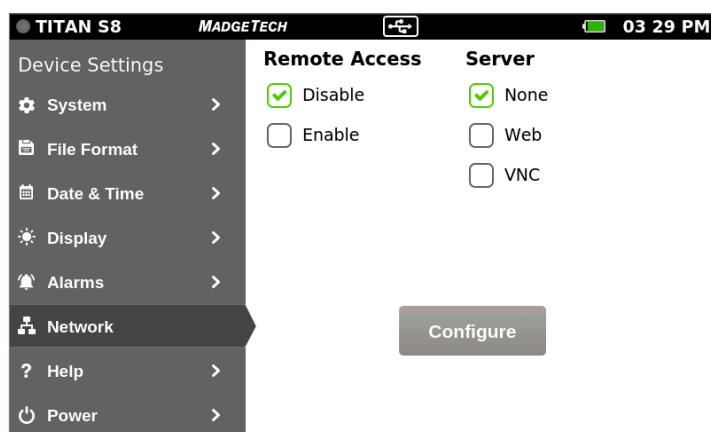 TITAN S8 MADGETECH 03 29 PM
Device Settings
System
File Format
Date & Time
Display
Alarms
Network
Help
Power
Remote Access
Disable
Enable
Server
None
Web
VNC
Configure